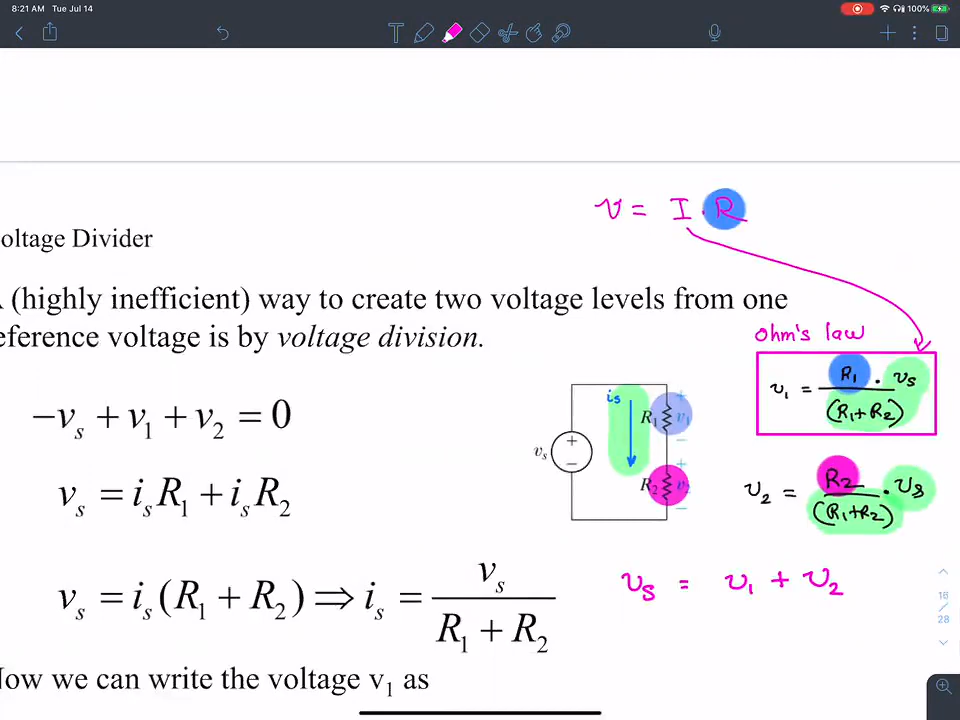 8:21 AM Tue Jul 14
100%
v = I · R
oltage Divider
(highly inefficient) way to create two voltage levels from one
eference voltage is by voltage division.
ohm's law
v₁ = R₁ / (R₁+R₂) · vs
−vₛ + v₁ + v₂ = 0
iₛ
R₁ v₁
vₛ
R₂ v₂
vₛ = iₛR₁ + iₛR₂
v₂ = R₂ / (R₁+R₂) · vs
vₛ = v₁ + v₂
vₛ = iₛ(R₁ + R₂) ⇒ iₛ = vₛ / R₁ + R₂
16 / 28
Now we can write the voltage v₁ as